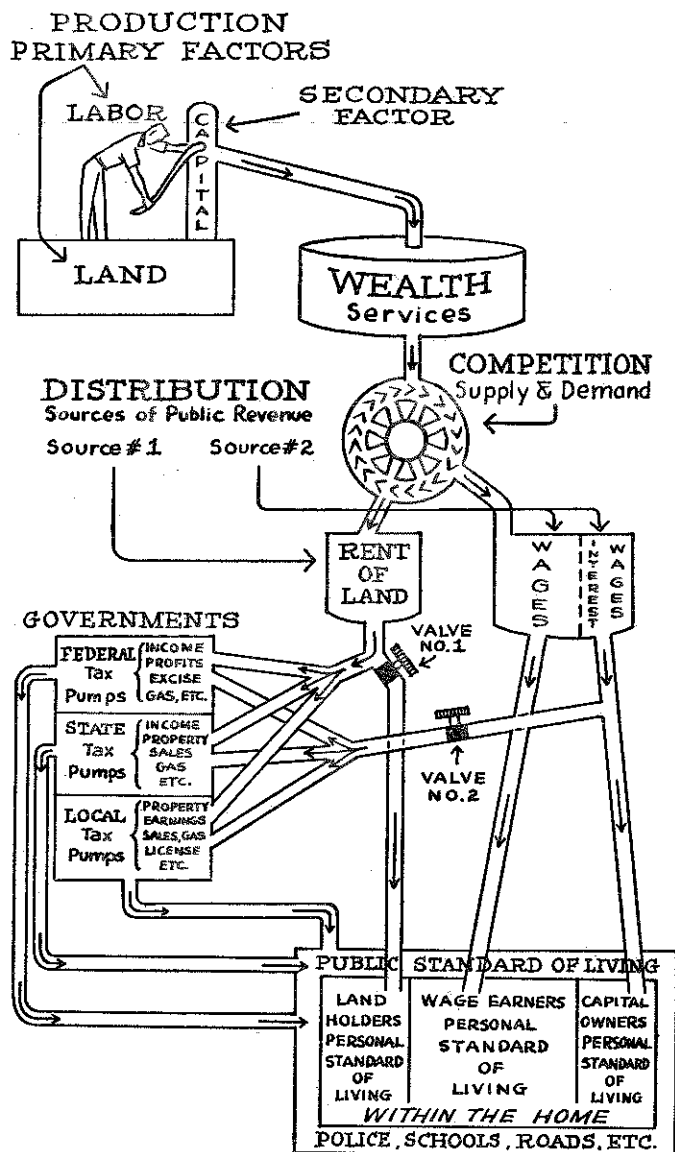 PRODUCTION
PRIMARY FACTORS
LABOR
SECONDARY
FACTOR
CAPITAL
LAND
WEALTH
Services
COMPETITION
Supply & Demand
DISTRIBUTION
Sources of Public Revenue
Source #1 Source #2
RENT
OF
LAND
WAGES
INTEREST
WAGES
GOVERNMENTS
FEDERAL
Tax
Pumps
INCOME
PROFITS
EXCISE
GAS, ETC.
STATE
Tax
Pumps
INCOME
PROPERTY
SALES
GAS
ETC.
LOCAL
Tax
Pumps
PROPERTY
EARNINGS
SALES, GAS
LICENSE
ETC.
VALVE
NO.1
VALVE
NO.2
PUBLIC STANDARD OF LIVING
LAND
HOLDERS
PERSONAL
STANDARD
OF
LIVING
WAGE EARNERS
PERSONAL
STANDARD
OF
LIVING
CAPITAL
OWNERS
PERSONAL
STANDARD
OF
LIVING
WITHIN THE HOME
POLICE, SCHOOLS, ROADS, ETC.